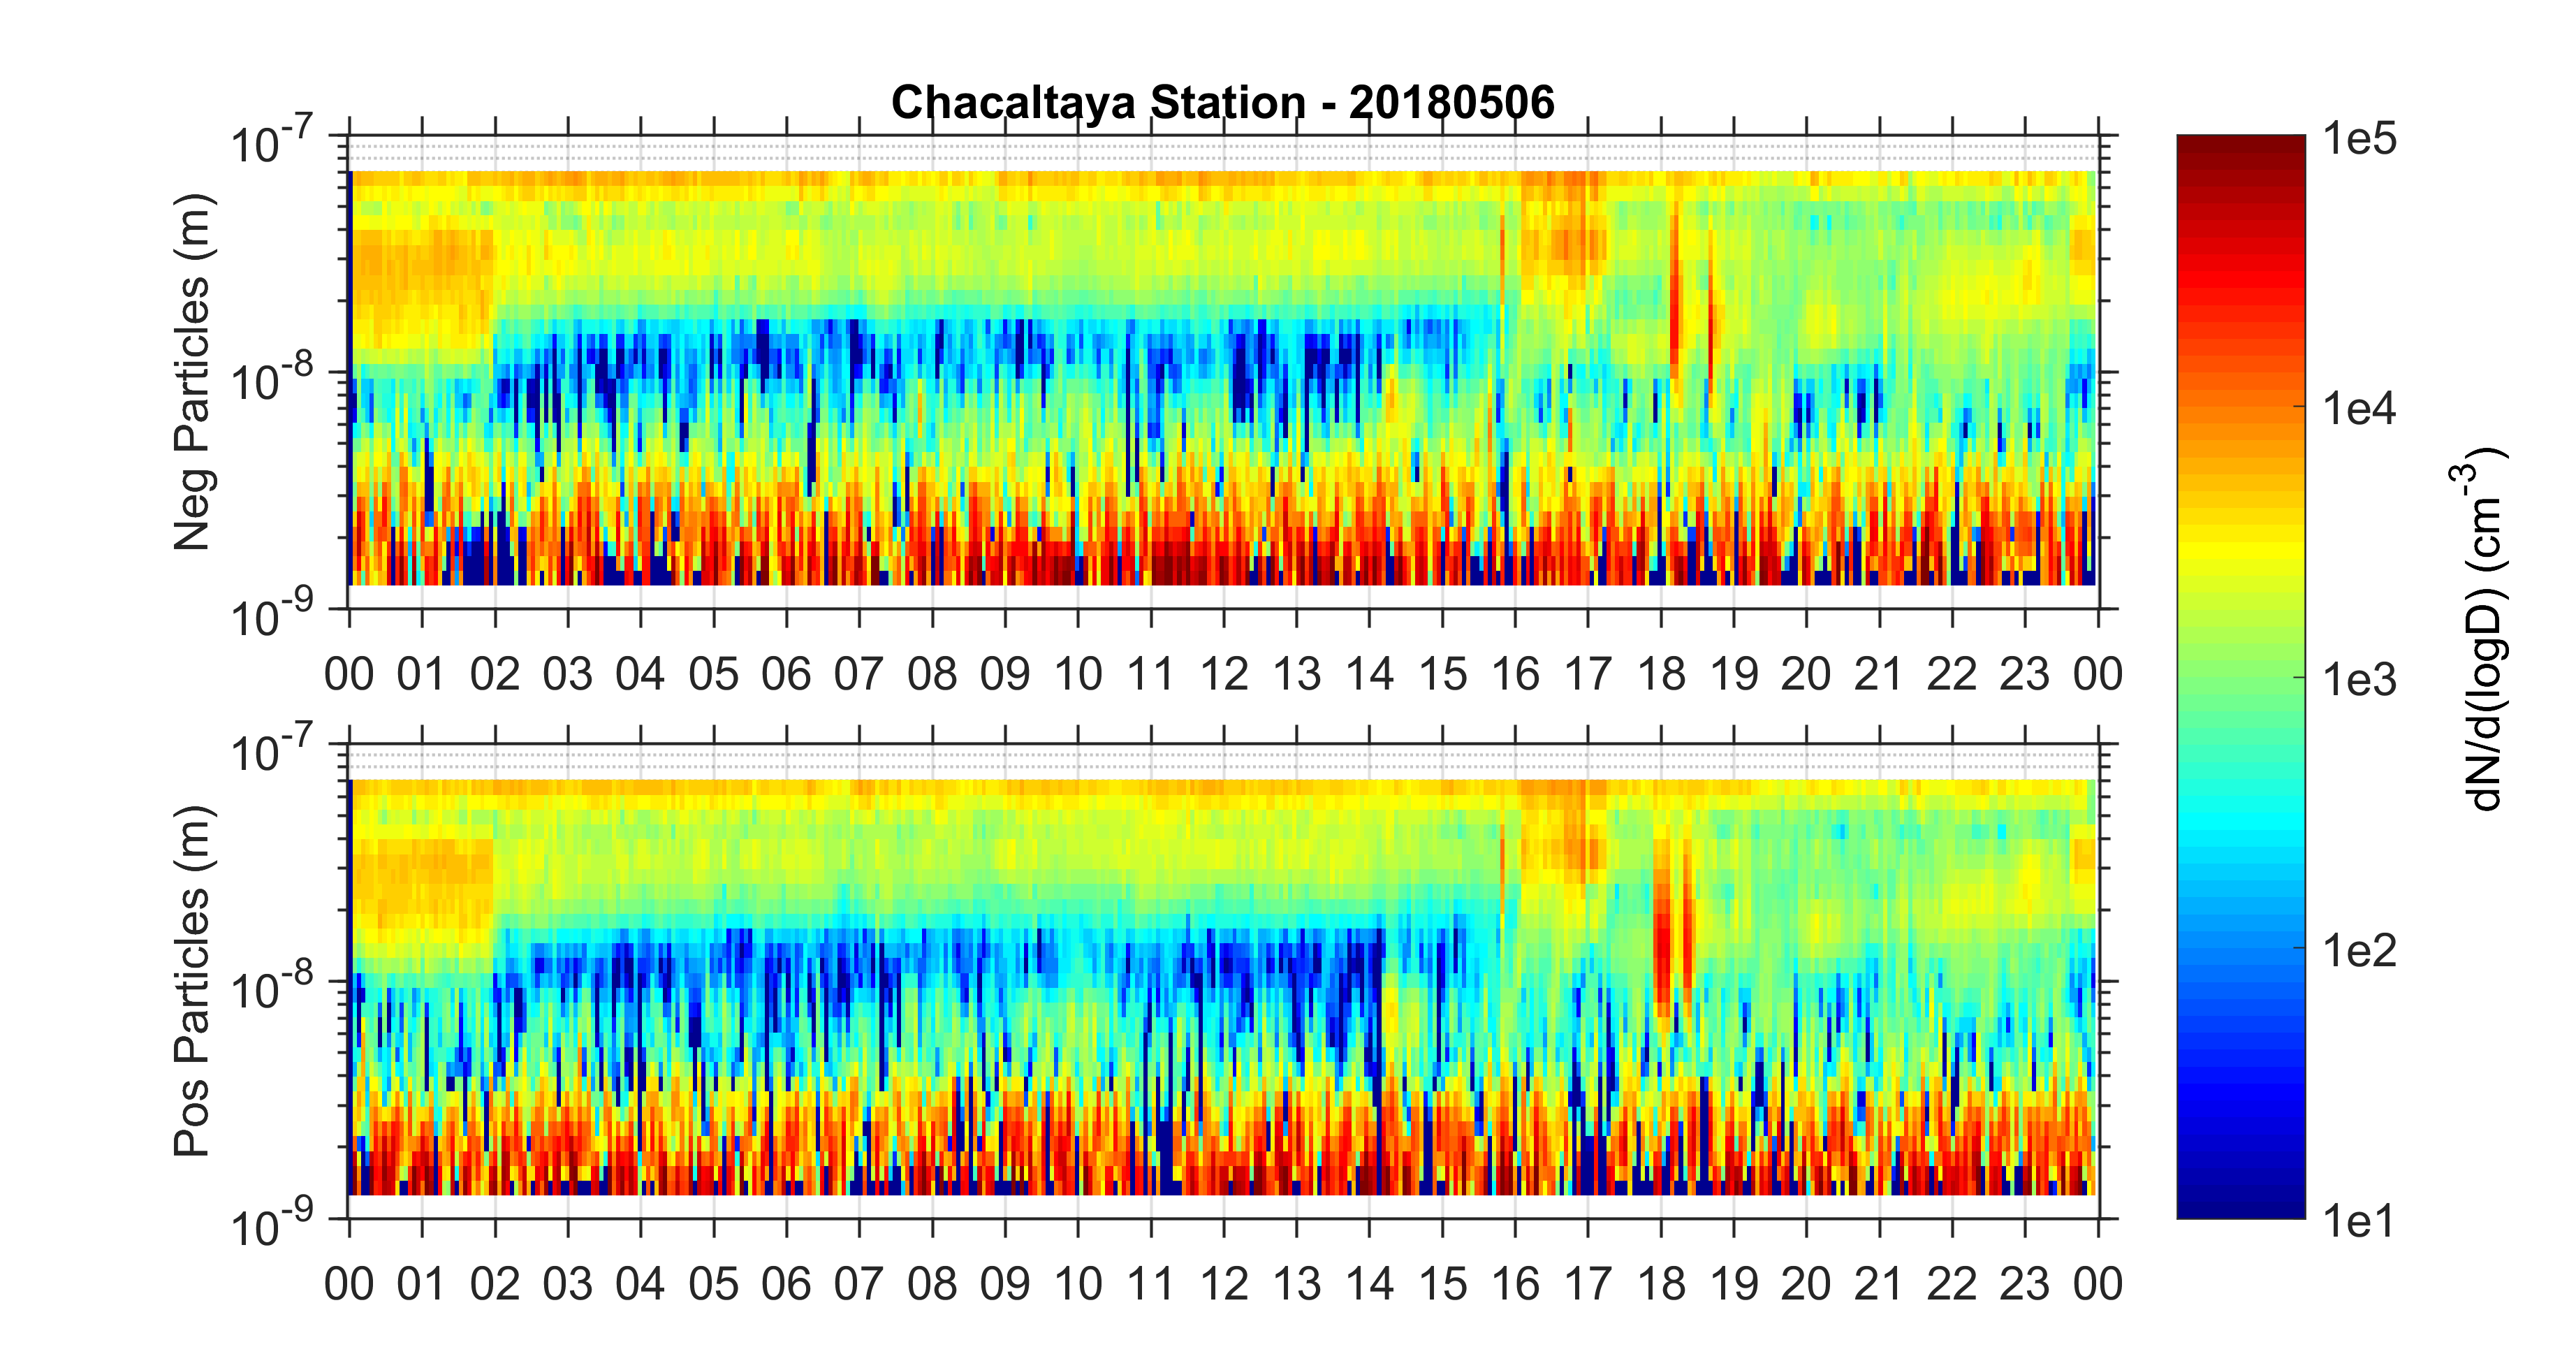 Chacaltaya Station - 20180506
Neg Particles (m)
10-7
10-8
10-9
00 01 02 03 04 05 06 07 08 09 10 11 12 13 14 15 16 17 18 19 20 21 22 23 00
Pos Particles (m)
10-7
10-8
10-9
00 01 02 03 04 05 06 07 08 09 10 11 12 13 14 15 16 17 18 19 20 21 22 23 00
1e5
1e4
1e3
1e2
1e1
dN/d(logD) (cm-3)